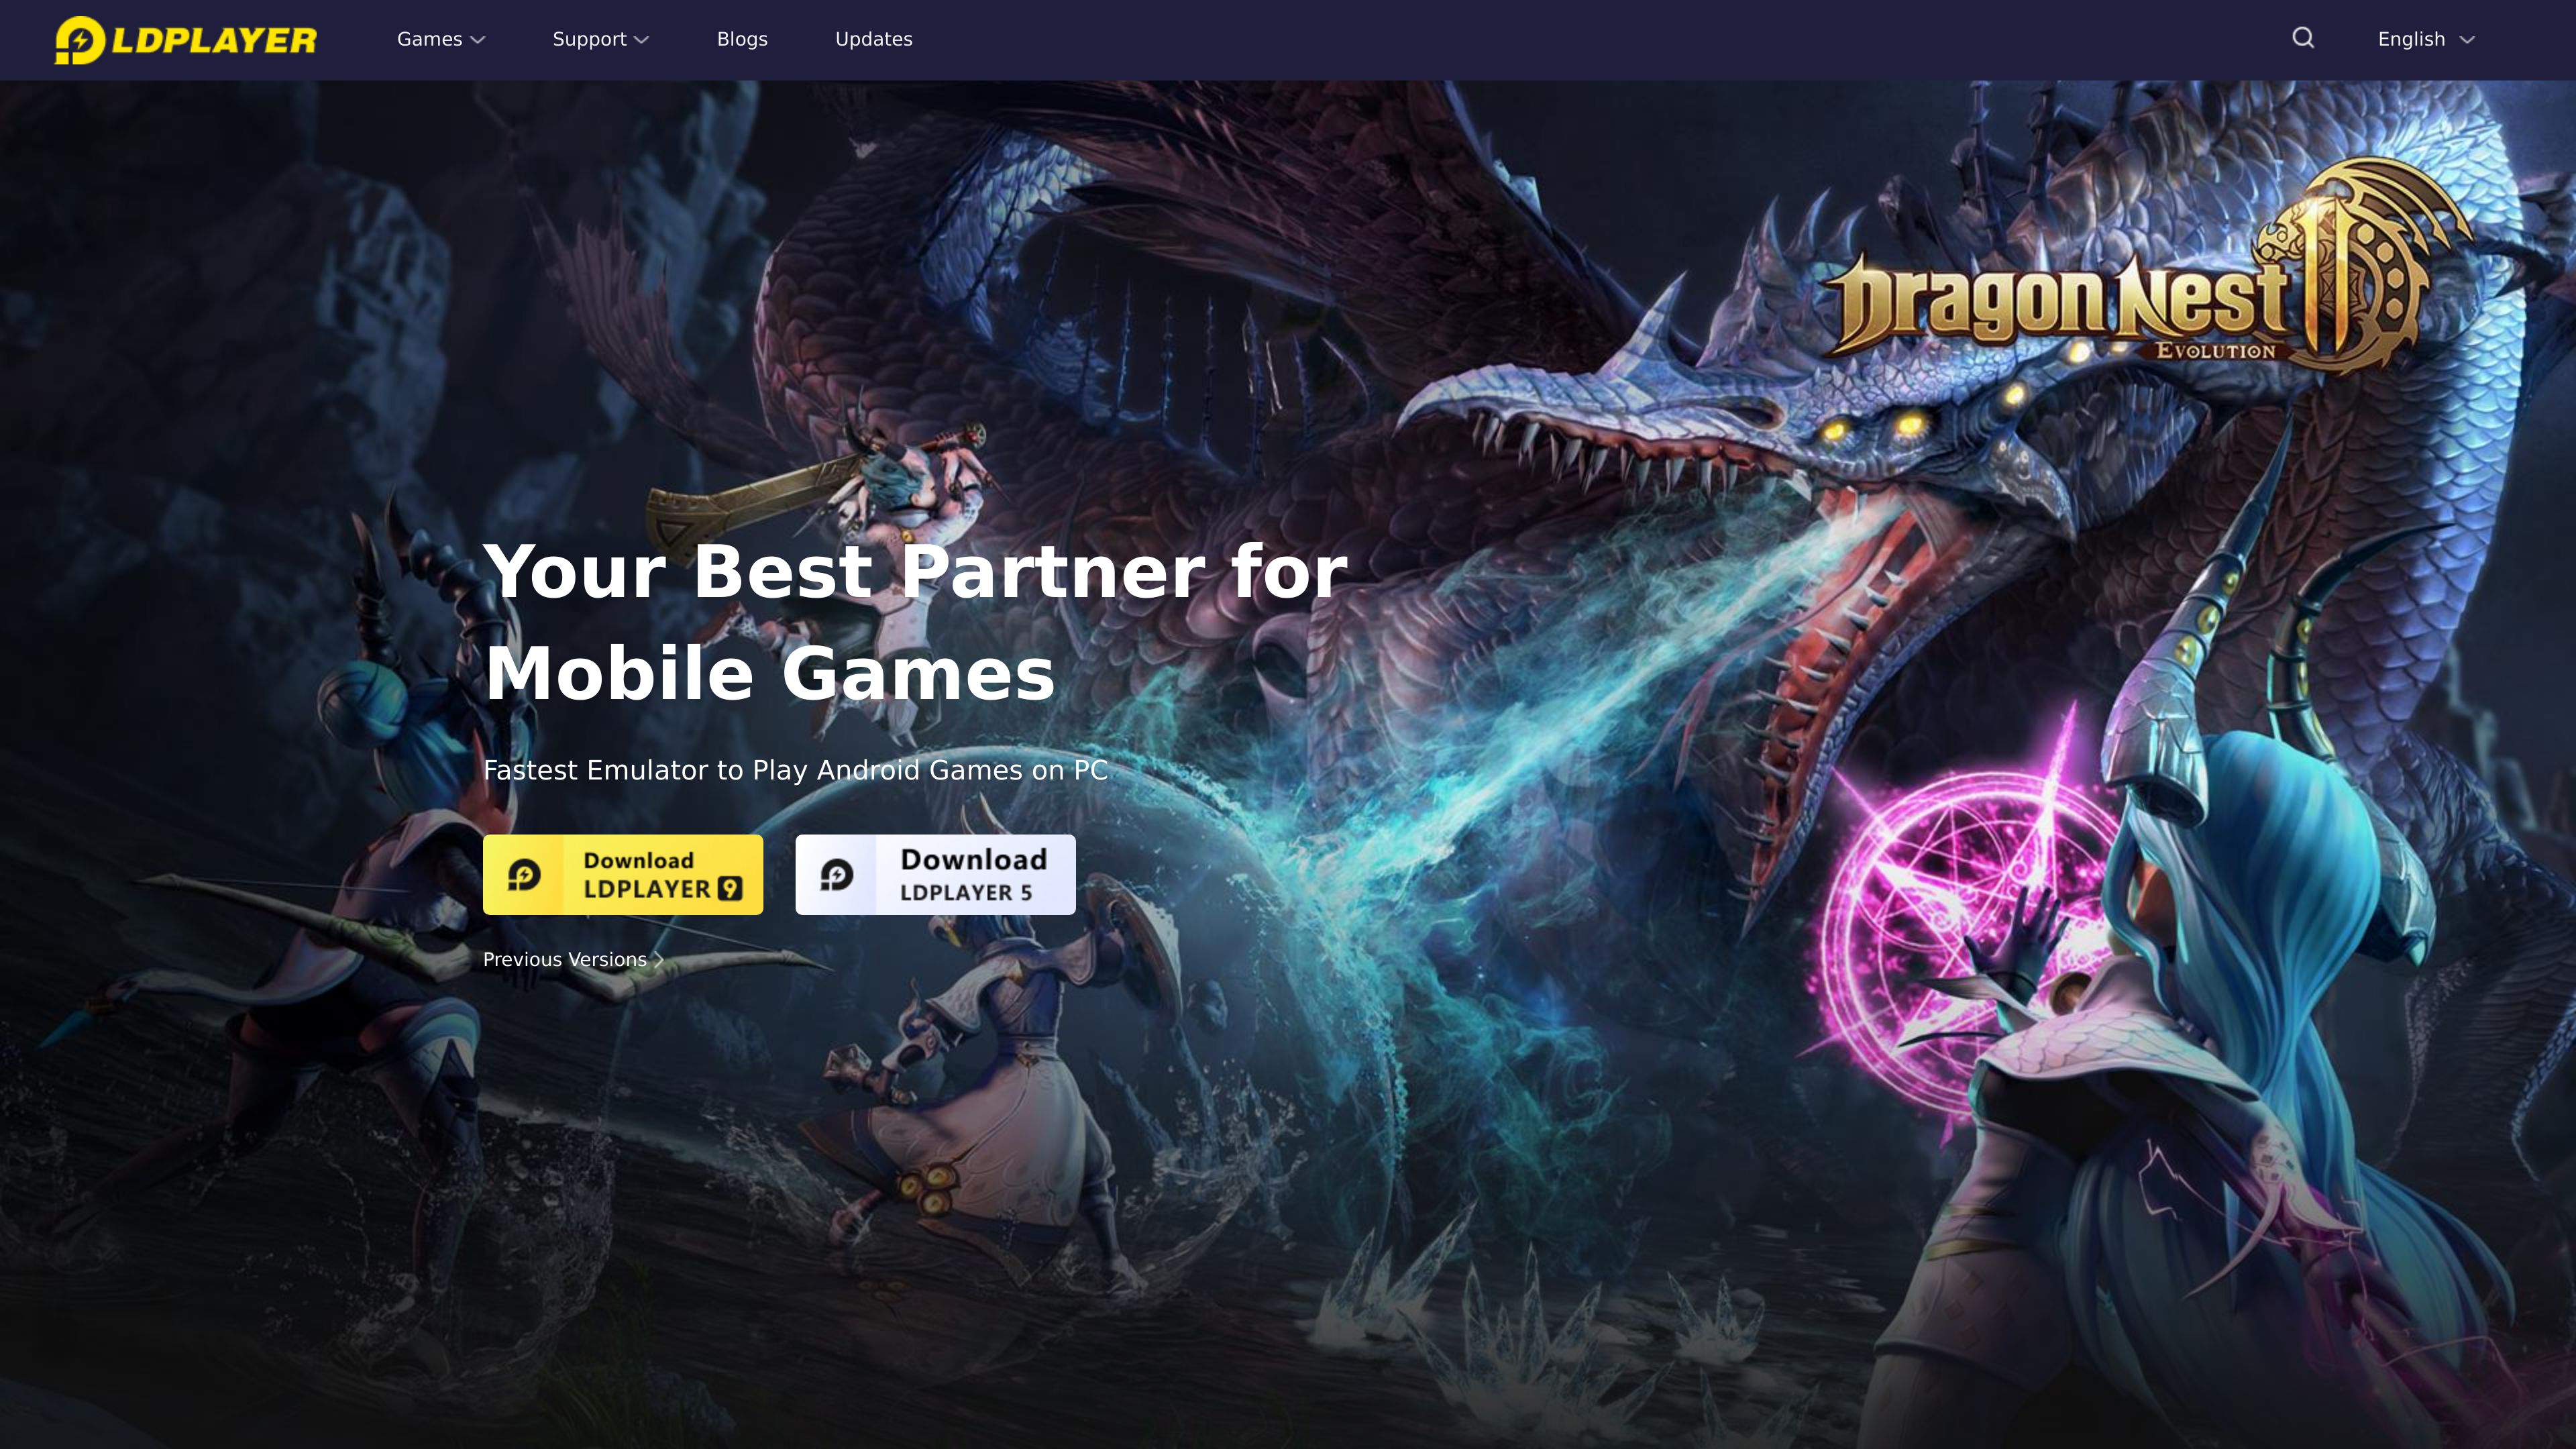 LDPLAYER
Games
Support
Blogs
Updates
English
Dragon Nest
EVOLUTION
Your Best Partner for
Mobile Games
Fastest Emulator to Play Android Games on PC
Download
LDPLAYER 9
Download
LDPLAYER 5
Previous Versions